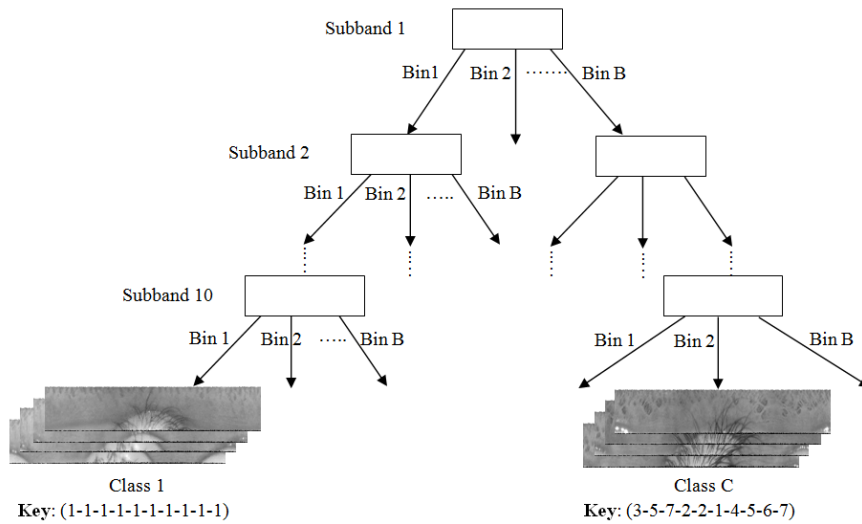 Subband 1
Bin1
Bin 2
.......
Bin B
Subband 2
Bin 1
Bin 2
.....
Bin B
Subband 10
Bin 1
Bin 2
.....
Bin B
Bin 1
Bin 2
Bin B
Class 1
Key: (1-1-1-1-1-1-1-1-1-1)
Class C
Key: (3-5-7-2-2-1-4-5-6-7)